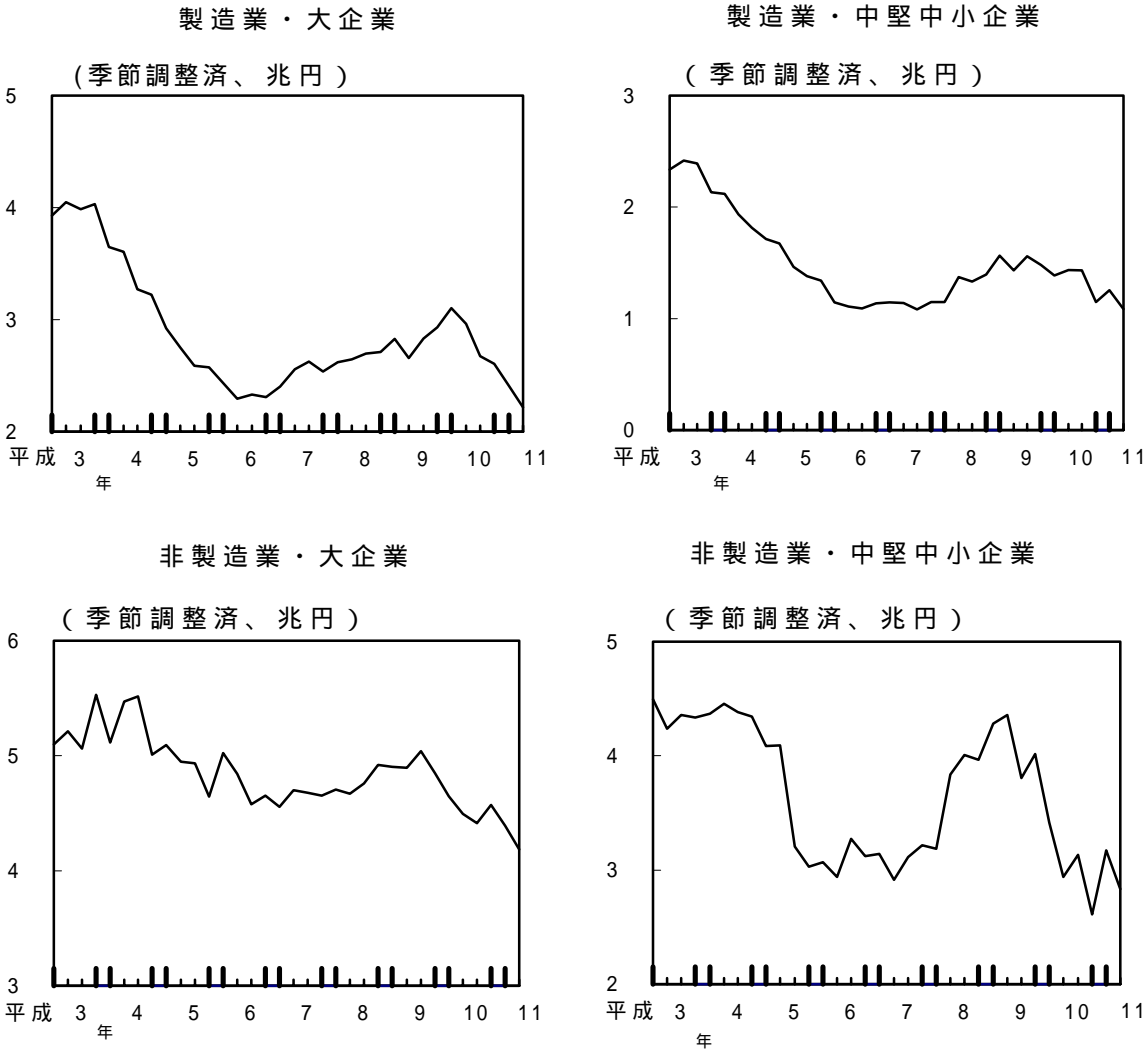 製造業・大企業
(季節調整済、兆円)
5
4
3
2
平成 3 4 5 6 7 8 9 10 11
年
製造業・中堅中小企業
(季節調整済、兆円)
3
2
1
0
平成 3 4 5 6 7 8 9 10 11
年
非製造業・大企業
(季節調整済、兆円)
6
5
4
3
平成 3 4 5 6 7 8 9 10 11
年
非製造業・中堅中小企業
(季節調整済、兆円)
5
4
3
2
平成 3 4 5 6 7 8 9 10 11
年